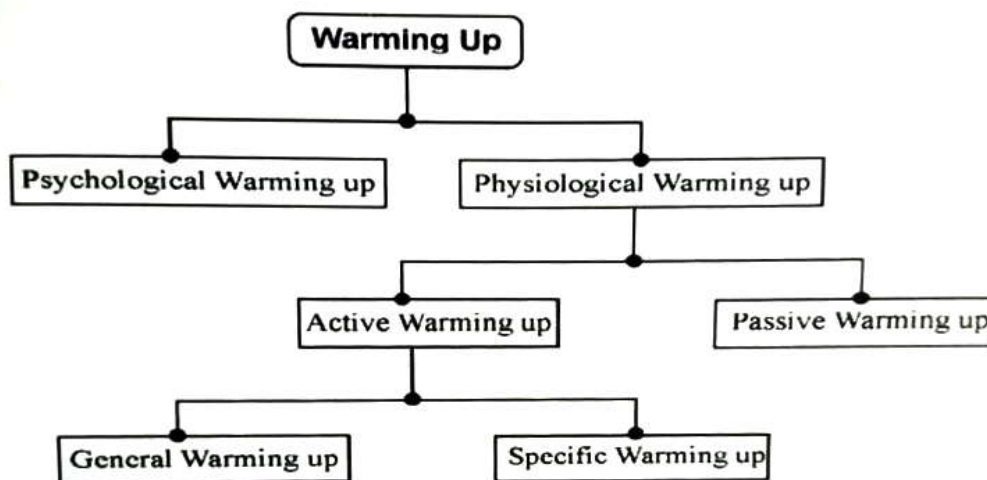 Warming Up
Psychological Warming up
Physiological Warming up
Active Warming up
Passive Warming up
General Warming up
Specific Warming up